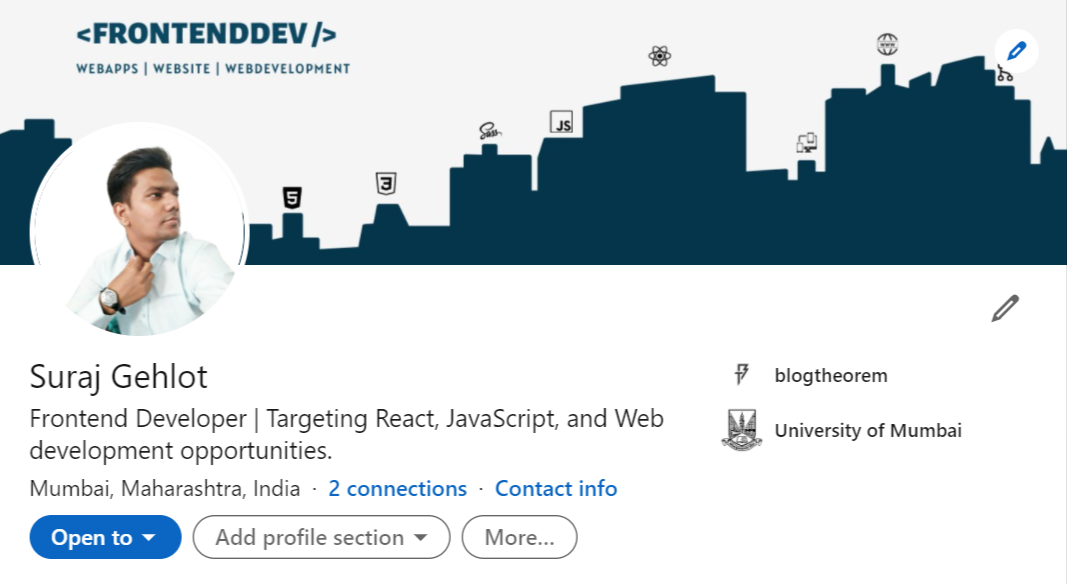 <FRONTENDDEV/>
WEBAPPS | WEBSITE | WEBDEVELOPMENT
WWW
JS
Sass
3
5
Suraj Gehlot
Frontend Developer | Targeting React, JavaScript, and Web
development opportunities.
Mumbai, Maharashtra, India · 2 connections · Contact info
Open to
Add profile section
More...
blogtheorem
University of Mumbai